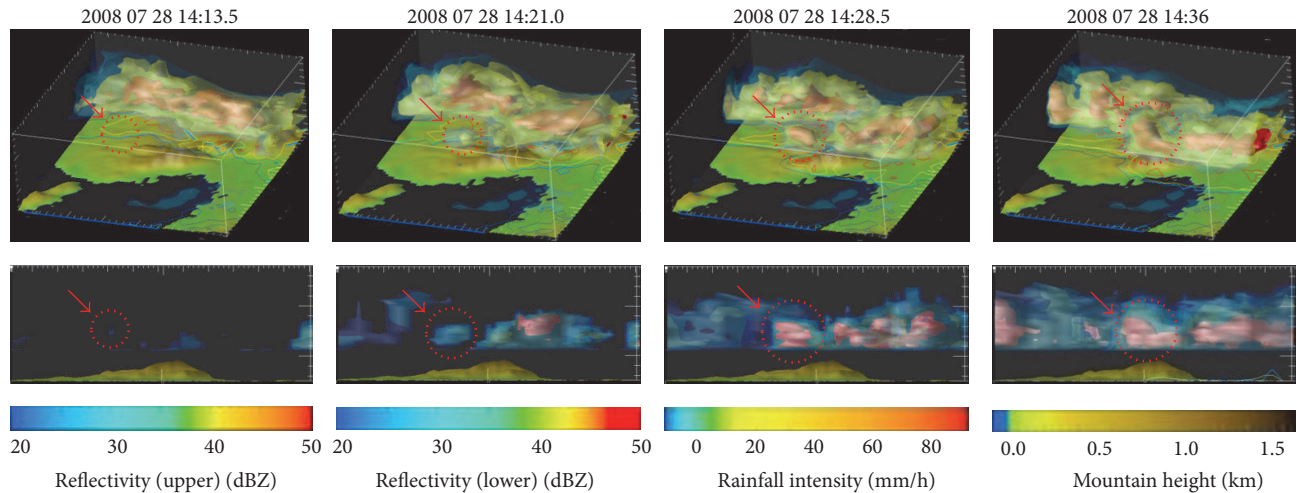 2008 07 28 14:13.5 2008 07 28 14:21.0 2008 07 28 14:28.5 2008 07 28 14:36
20 30 40 50 20 30 40 50 0 20 40 60 80 0.0 0.5 1.0 1.5
Reflectivity (upper) (dBZ) Reflectivity (lower) (dBZ) Rainfall intensity (mm/h) Mountain height (km)